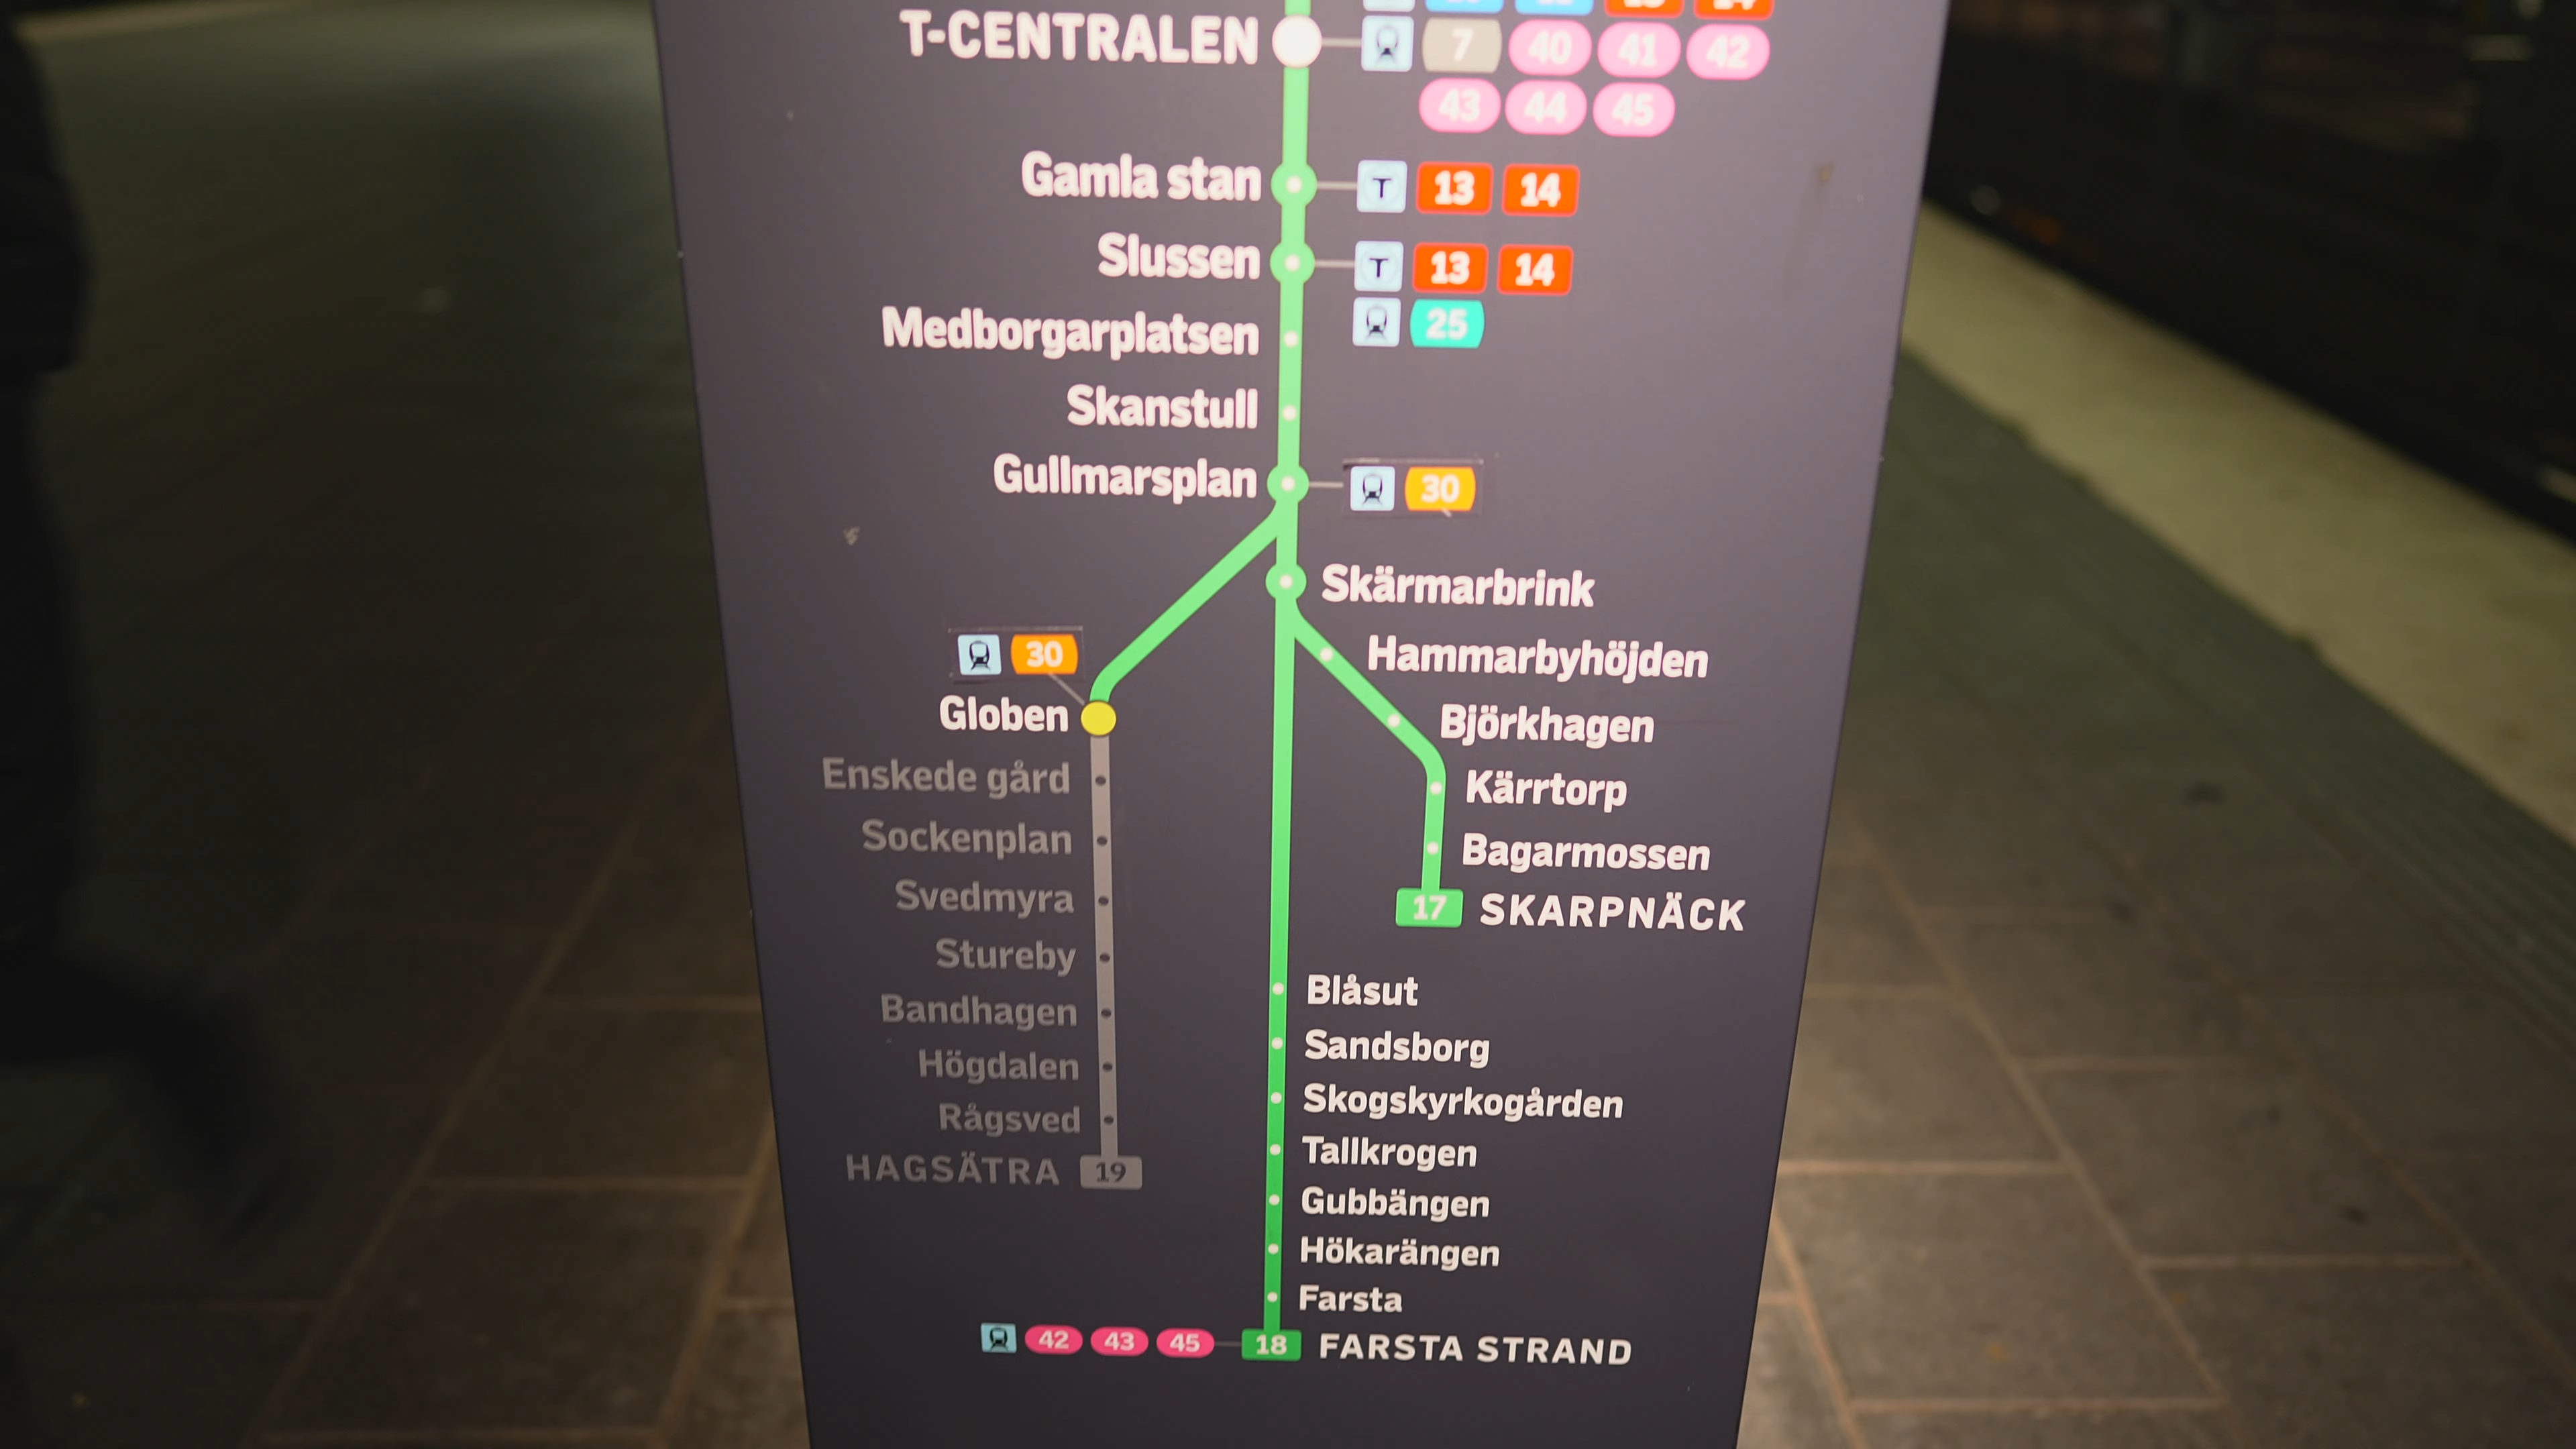 T-CENTRALEN 7 40 41 42
43 44 45
Gamla stan T 13 14
Slussen T 13 14
25
Medborgarplatsen
Skanstull
Gullmarsplan 30
Skärmarbrink
Hammarbyhöjden
Björkhagen
Kärrtorp
Bagarmossen
17 SKARPNÄCK
30
Globen
Enskede gård
Sockenplan
Svedmyra
Stureby
Bandhagen
Högdalen
Rågsved
HAGSÄTRA 19
Blåsut
Sandsborg
Skogskyrkogården
Tallkrogen
Gubbängen
Hökarängen
Farsta
42 43 45 18 FARSTA STRAND